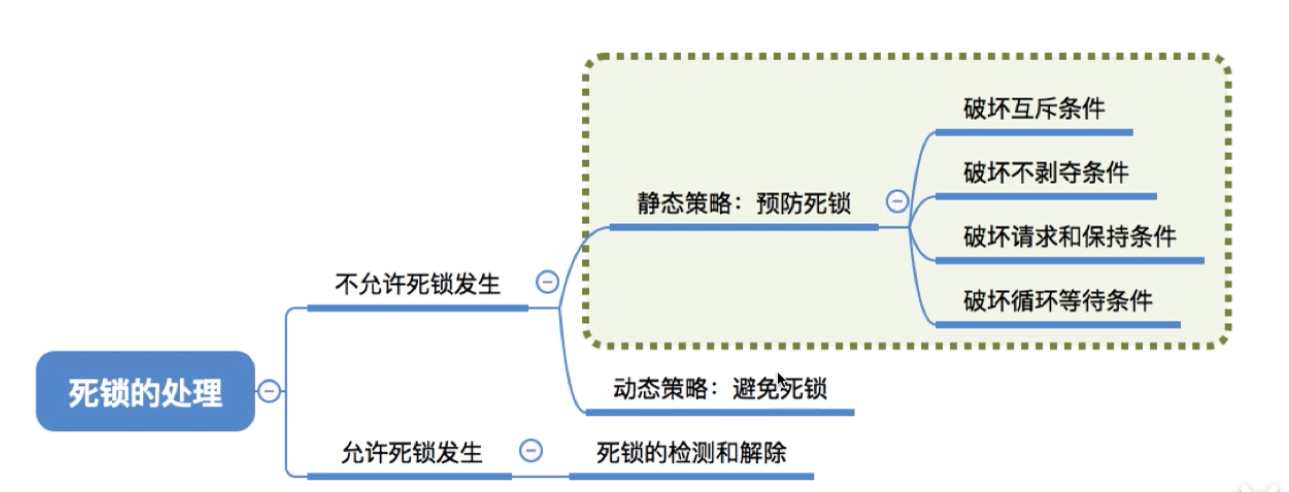 破坏互斥条件
破坏不剥夺条件
静态策略：预防死锁
破坏请求和保持条件
不允许死锁发生
破坏循环等待条件
死锁的处理
动态策略：避免死锁
允许死锁发生
死锁的检测和解除